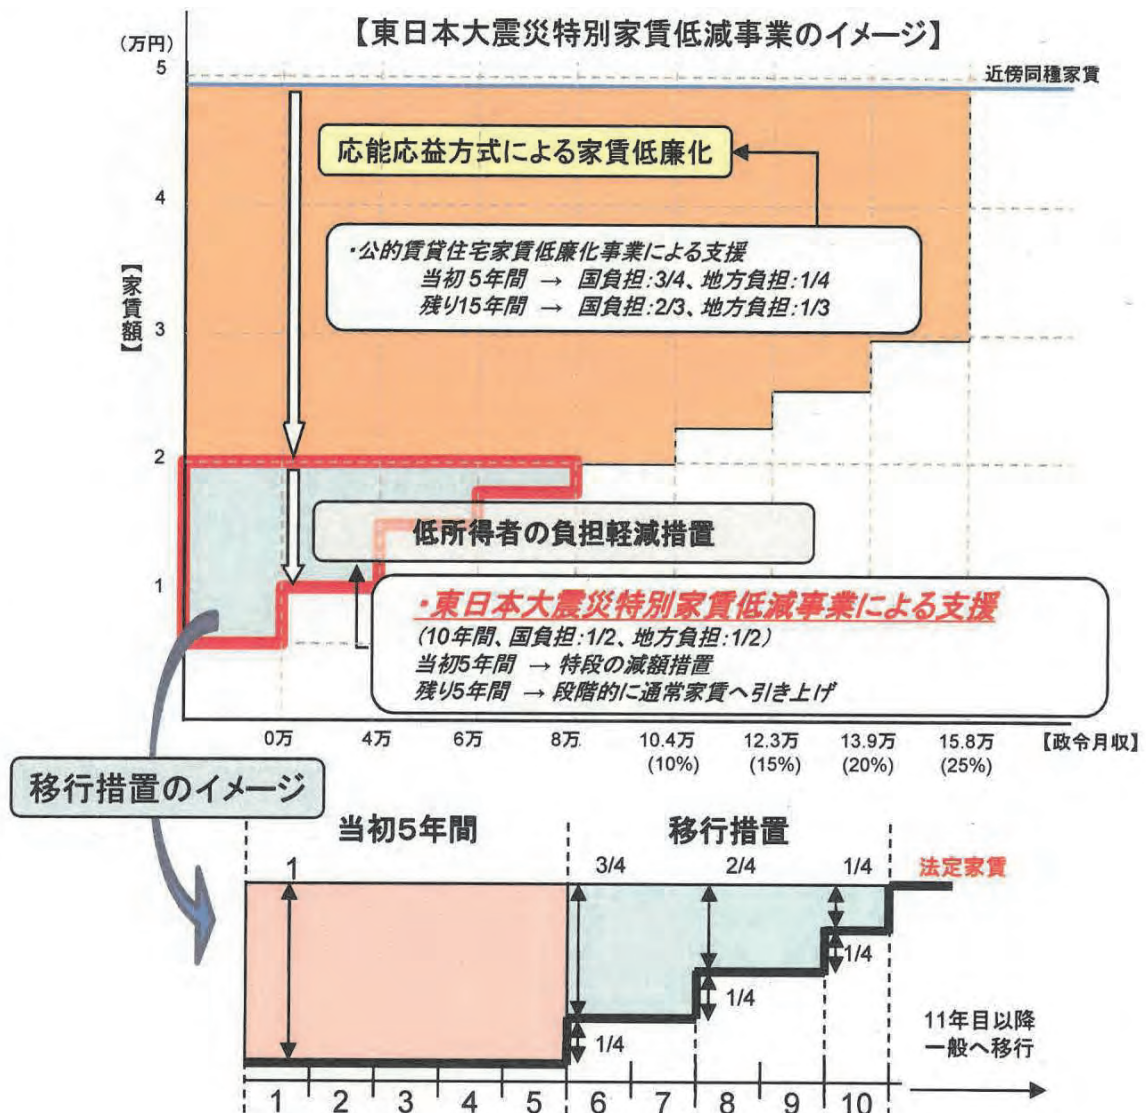 【東日本大震災特別家賃低減事業のイメージ】
(万円)
5
近傍同種家賃
応能応益方式による家賃低廉化
4
・公的賃貸住宅家賃低廉化事業による支援
当初 5年間 → 国負担:3/4、地方負担:1/4
残り15年間 → 国負担:2/3、地方負担:1/3
【家賃額】
3
2
低所得者の負担軽減措置
1
・東日本大震災特別家賃低減事業による支援
(10年間、国負担:1/2、地方負担:1/2)
当初5年間 → 特段の減額措置
残り5年間 → 段階的に通常家賃へ引き上げ
0万 4万 6万 8万 10.4万 12.3万 13.9万 15.8万 【政令月収】
(10%) (15%) (20%) (25%)
移行措置のイメージ
当初5年間 移行措置
1 3/4 2/4 1/4 法定家賃
1/4
1/4
1/4
11年目以降
一般へ移行
1 2 3 4 5 6 7 8 9 10